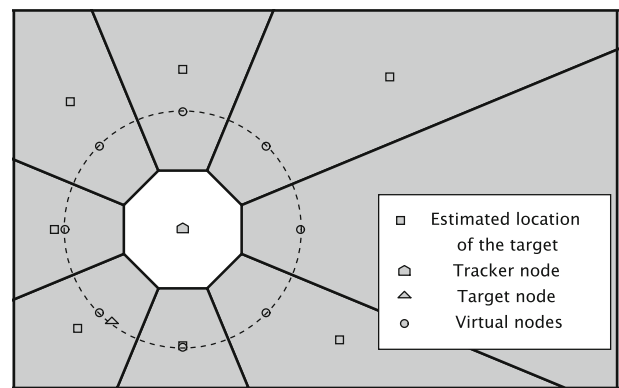 Estimated location
of the target
Tracker node
Target node
Virtual nodes